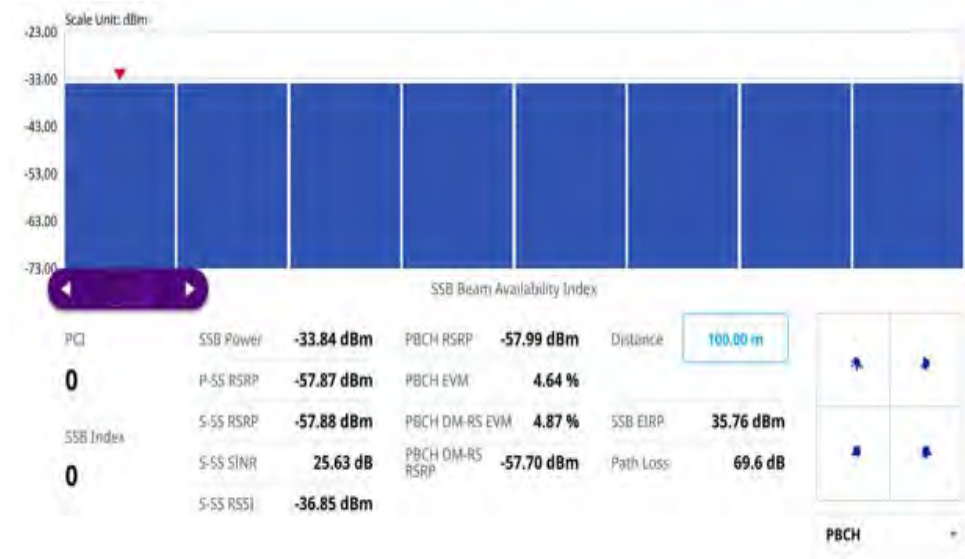 Scale Unit: dBm
-23.00
-33.00
-43.00
-53.00
-63.00
-73.00
SSB Beam Availability Index
PCI
0
SSB Index
0
SSB Power -33.84 dBm
P-SS RSRP -57.87 dBm
S-SS RSRP -57.88 dBm
S-SS SINR 25.63 dB
S-SS RSSI -36.85 dBm
PBCH RSRP -57.99 dBm
PBCH EVM 4.64 %
PBCH DM-RS EVM 4.87 %
PBCH DM-RS
RSRP -57.70 dBm
Distance 100.00 m
SSB EIRP 35.76 dBm
Path Loss 69.6 dB
PBCH